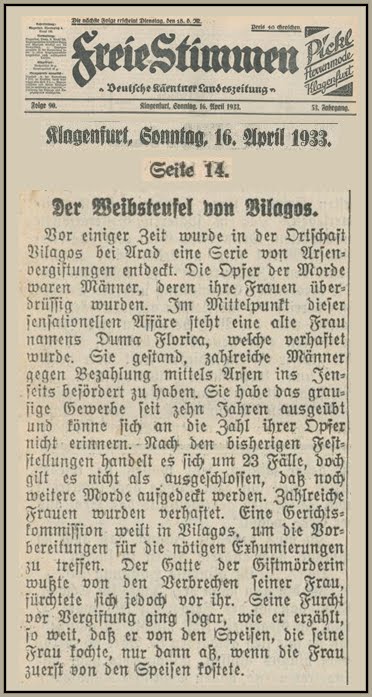 Die nächste Folge erscheint Dienstag, den 18. d. M.
Preis 40 Groschen.
Freie Stimmen
Deutsche Kärntner Landeszeitung
Pickl
Herrenmode
Klagenfurt
Folge 90.
Klagenfurt, Sonntag, 16. April 1933.
53. Jahrgang.
Klagenfurt, Sonntag, 16. April 1933.
Seite 14.
Der Weibsteufel von Vilagos.
Vor einiger Zeit wurde in der Ortschaft
Vilagos bei Arad eine Serie von Arsen-
vergiftungen entdeckt. Die Opfer der Morde
waren Männer, deren ihre Frauen über-
drüssig wurden. Im Mittelpunkt dieser
sensationellen Affäre steht eine alte Frau
namens Duma Florica, welche verhaftet
wurde. Sie gestand, zahlreiche Männer
gegen Bezahlung mittels Arsen ins Jen-
seits befördert zu haben. Sie habe das grau-
sige Gewerbe seit zehn Jahren ausgeübt
und könne sich an die Zahl ihrer Opfer
nicht erinnern. Nach den bisherigen Fest-
stellungen handelt es sich um 23 Fälle, doch
gilt es nicht als ausgeschlossen, daß noch
weitere Morde aufgedeckt werden. Zahlreiche
Frauen wurden verhaftet. Eine Gerichts-
kommission weilt in Vilagos, um die Vor-
bereitungen für die nötigen Exhumierungen
zu treffen. Der Gatte der Giftmörderin
wußte von den Verbrechen seiner Frau,
fürchtete sich jedoch vor ihr. Seine Furcht
vor Vergiftung ging sogar, wie er erzählt,
so weit, daß er von den Speisen, die seine
Frau kochte, nur dann aß, wenn die Frau
zuerst von den Speisen kostete.